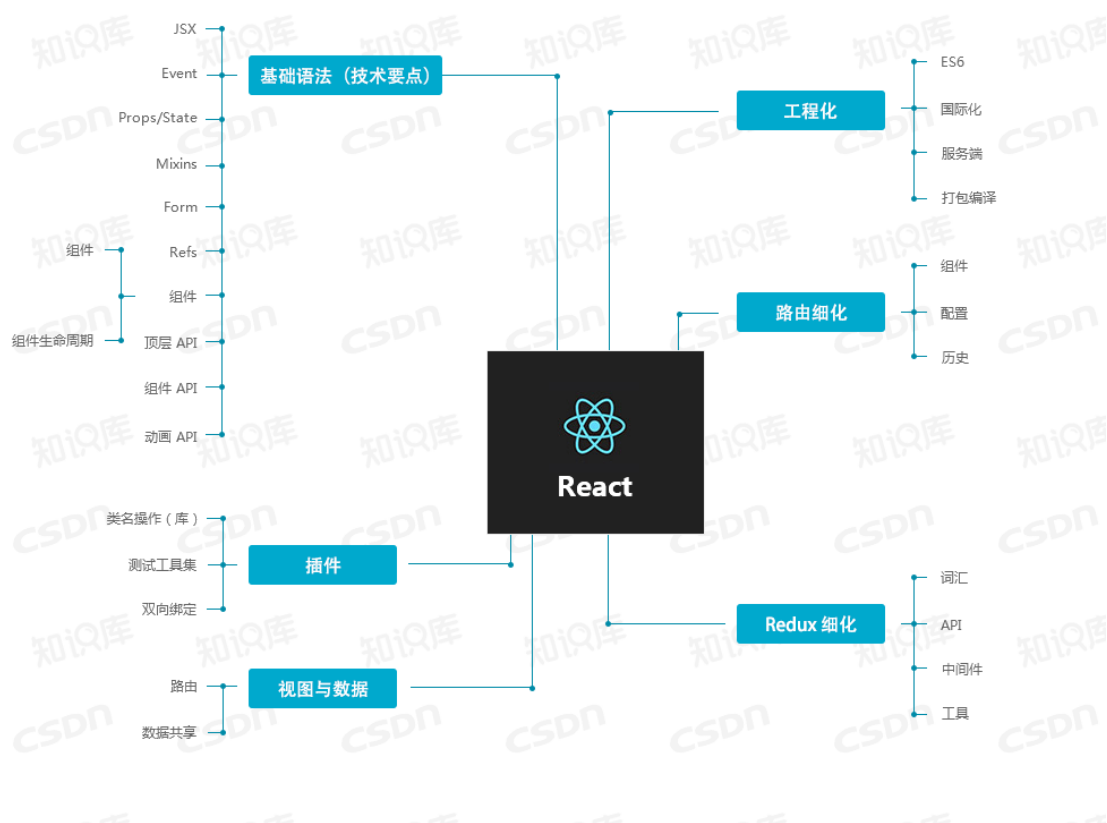 JSX
Event
Props/State
Mixins
Form
Refs
组件
顶层 API
组件 API
动画 API
组件
组件生命周期
基础语法（技术要点）
工程化
ES6
国际化
服务端
打包编译
路由细化
组件
配置
历史
React
类名操作（库）
测试工具集
双向绑定
插件
路由
数据共享
视图与数据
Redux 细化
词汇
API
中间件
工具
知识库
CSDN